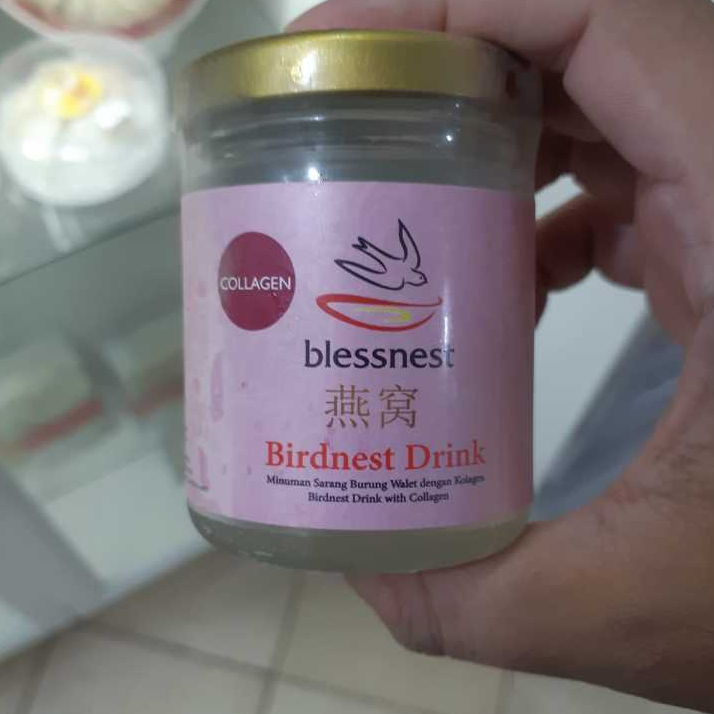 COLLAGEN
blessnest
燕窝
Birdnest Drink
Minuman Sarang Burung Walet dengan Kolagen
Birdnest Drink with Collagen